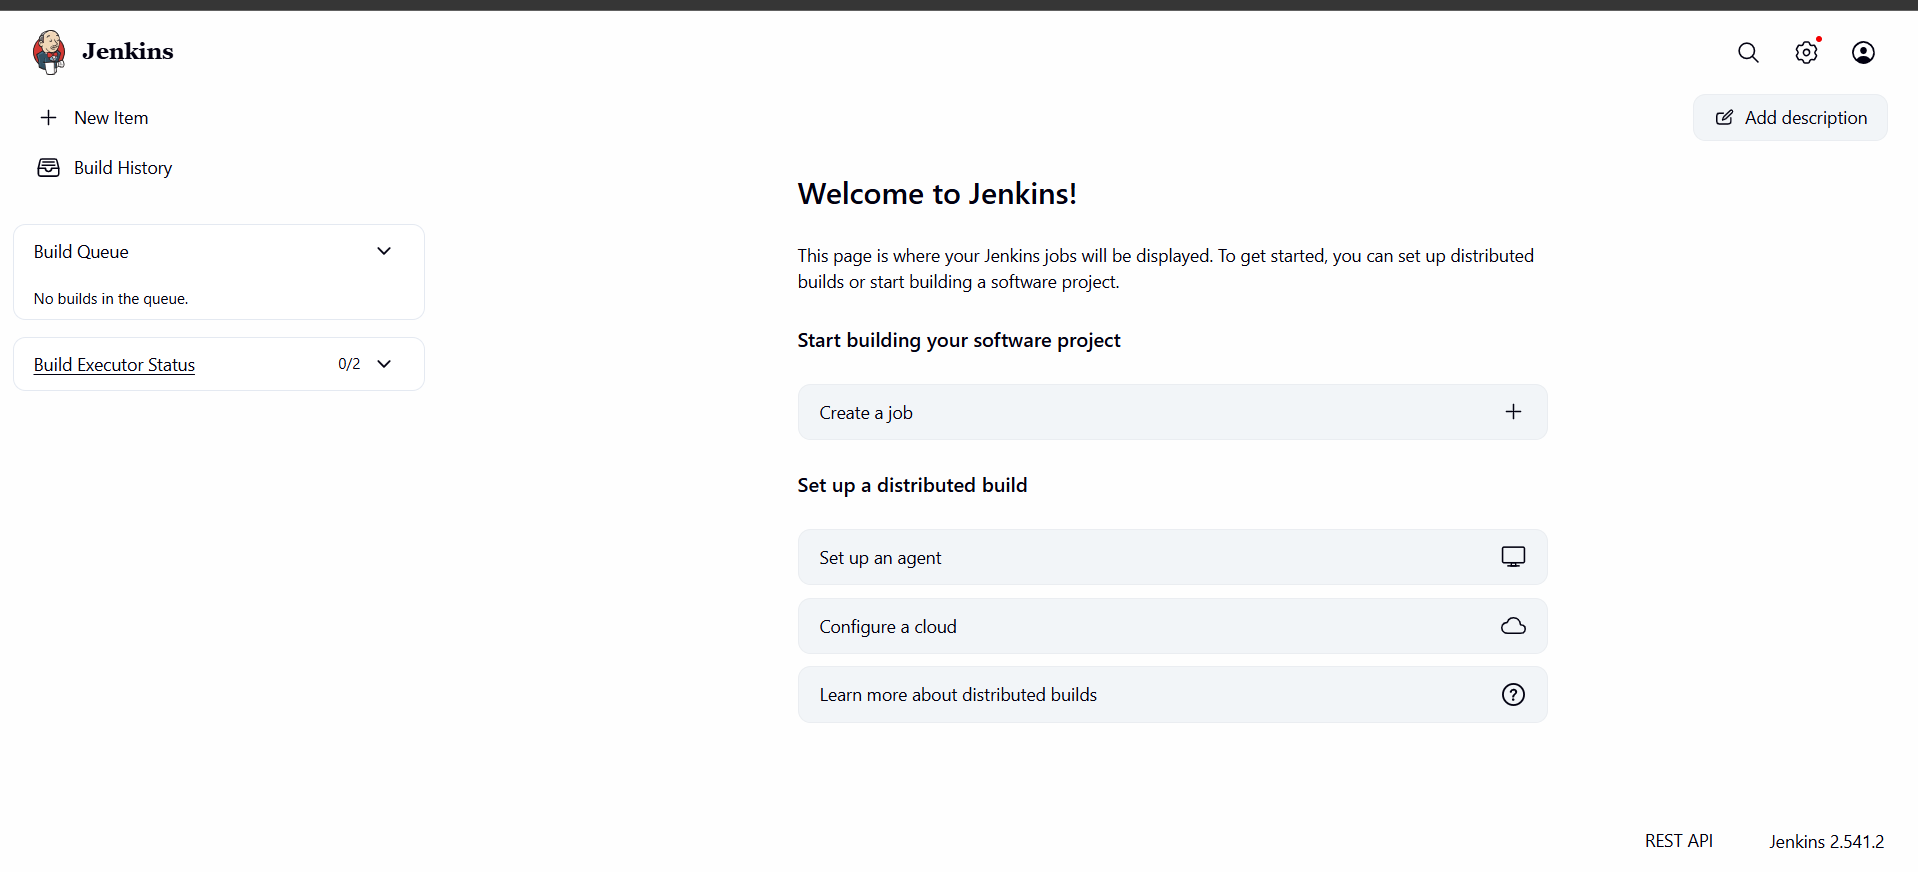 Jenkins
New Item
Add description
Build History
Welcome to Jenkins!
Build Queue
No builds in the queue.
This page is where your Jenkins jobs will be displayed. To get started, you can set up distributed
builds or start building a software project.
Start building your software project
Build Executor Status 0/2
Create a job
Set up a distributed build
Set up an agent
Configure a cloud
Learn more about distributed builds
REST API Jenkins 2.541.2